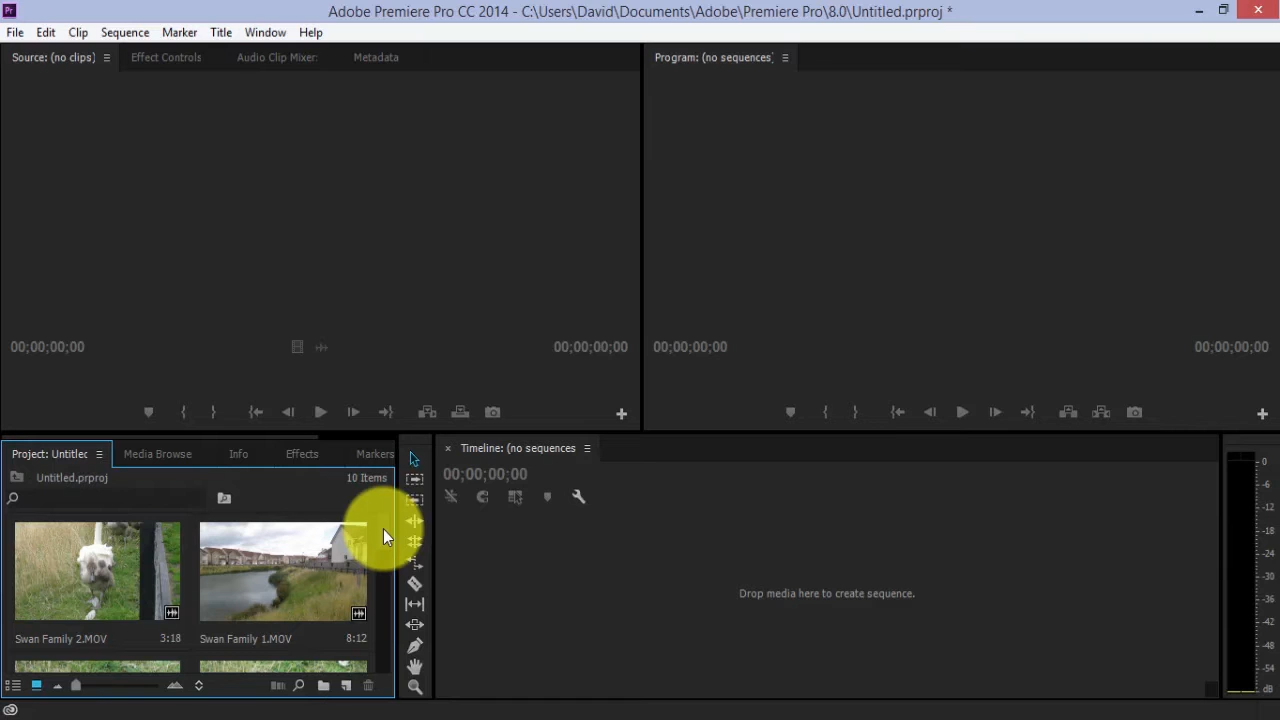 Pr Adobe Premiere Pro CC 2014 - C:\Users\David\Documents\Adobe\Premiere Pro\8.0\Untitled.prproj *
File Edit Clip Sequence Marker Title Window Help
Source: (no clips) Effect Controls Audio Clip Mixer: Metadata Program: (no sequences)
00;00;00;00 00;00;00;00 00;00;00;00 00;00;00;00
Project: Untitlec Media Browse Info Effects Markers Timeline: (no sequences
Untitled.prproj 10 Items 00;00;00;00
Drop media here to create sequence.
Swan Family 2.MOV 3:18 Swan Family 1.MOV 8:12
0
-6
-12
-18
-24
-30
-36
-42
-48
-54
dB